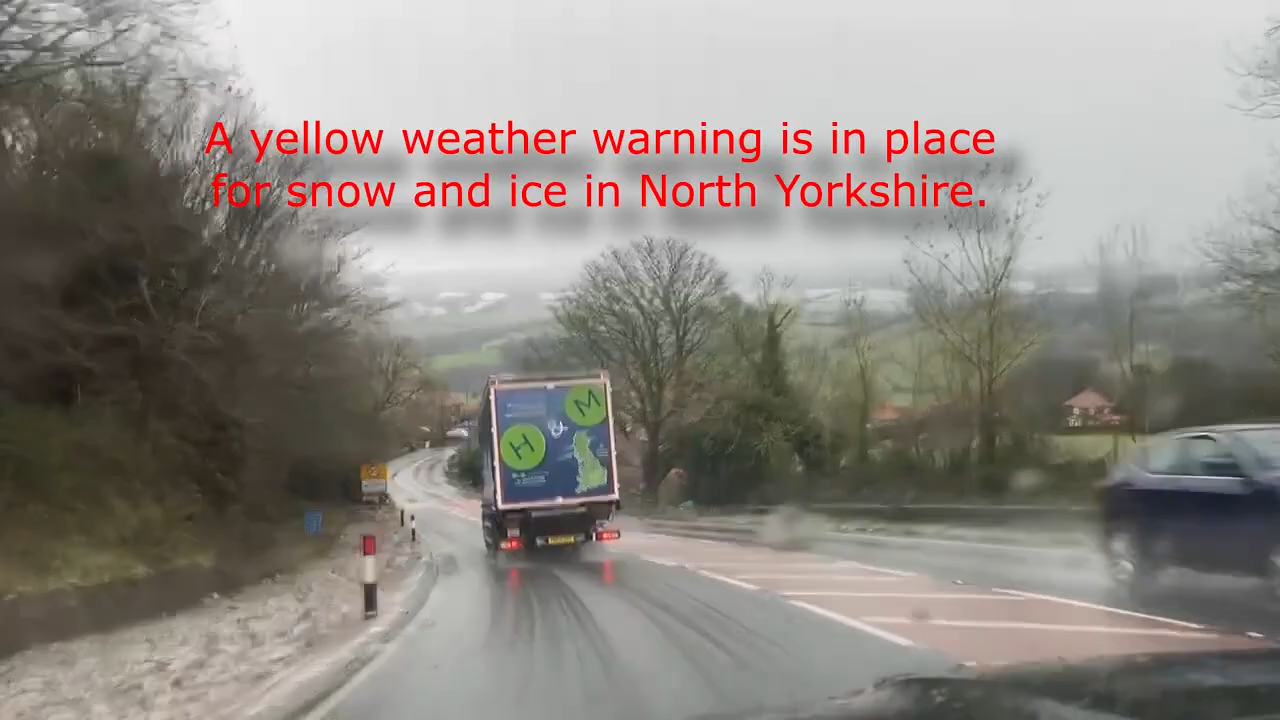 A yellow weather warning is in place
for snow and ice in North Yorkshire.
M
H